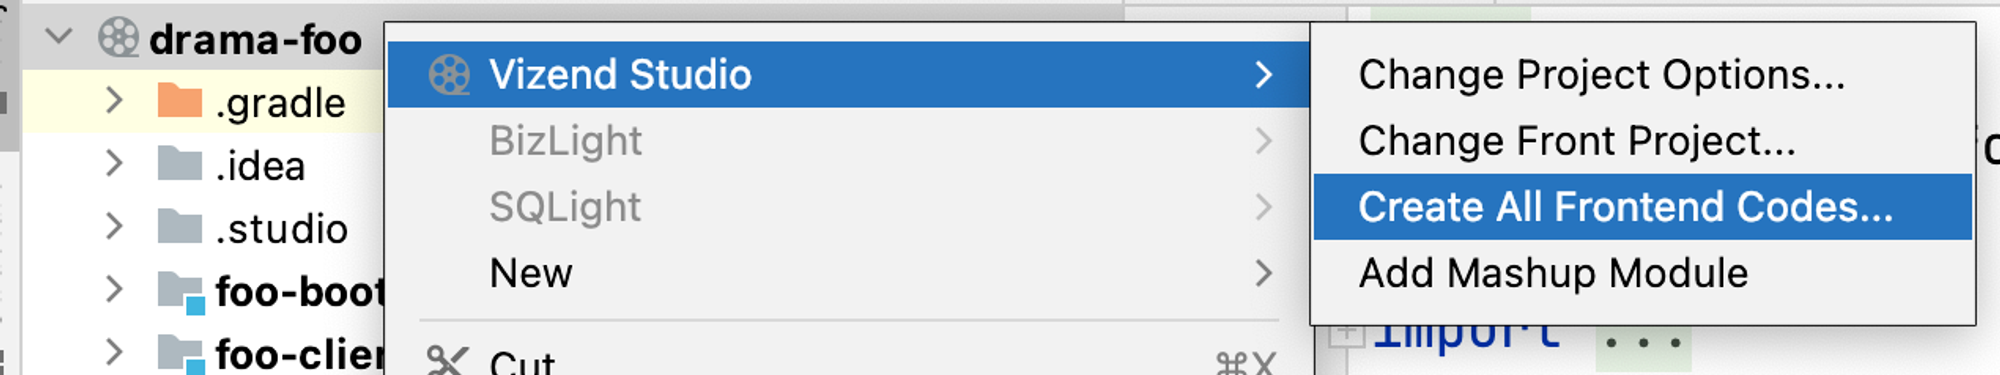 drama-foo
.gradle
.idea
.studio
foo-boot
foo-clien
Vizend Studio
BizLight
SQLight
New
Cut ⌘X
Change Project Options...
Change Front Project...
Create All Frontend Codes...
Add Mashup Module
import ...